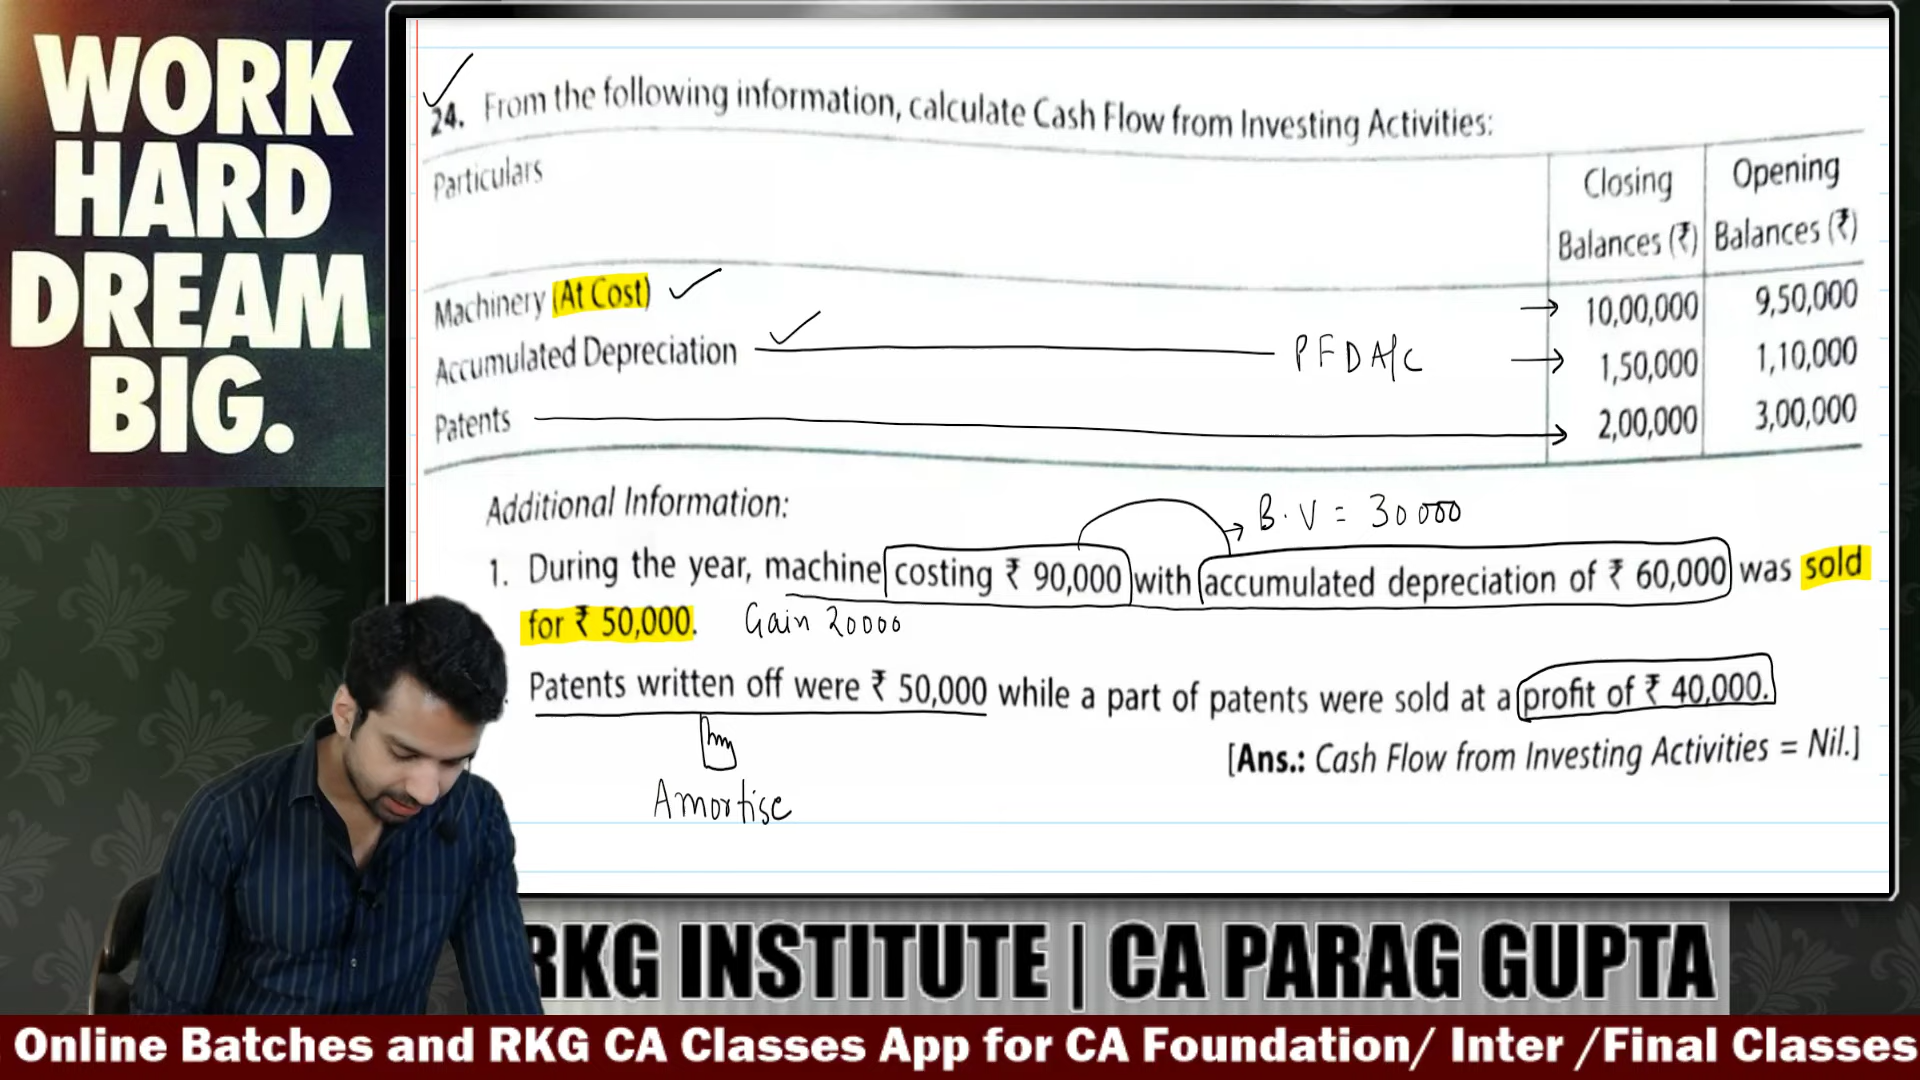 WORK
HARD
DREAM
BIG.
24. From the following information, calculate Cash Flow from Investing Activities:
Particulars Closing Balances (₹) Opening Balances (₹)
Machinery (At Cost) 10,00,000 9,50,000
Accumulated Depreciation PFD A/C 1,50,000 1,10,000
Patents 2,00,000 3,00,000
Additional Information:
B.V = 30000
1. During the year, machine costing ₹ 90,000 with accumulated depreciation of ₹ 60,000 was sold
for ₹ 50,000. Gain 20000
. Patents written off were ₹ 50,000 while a part of patents were sold at a profit of ₹ 40,000.
[Ans.: Cash Flow from Investing Activities = Nil.]
Amortise
RKG INSTITUTE | CA PARAG GUPTA
Online Batches and RKG CA Classes App for CA Foundation/ Inter /Final Classes